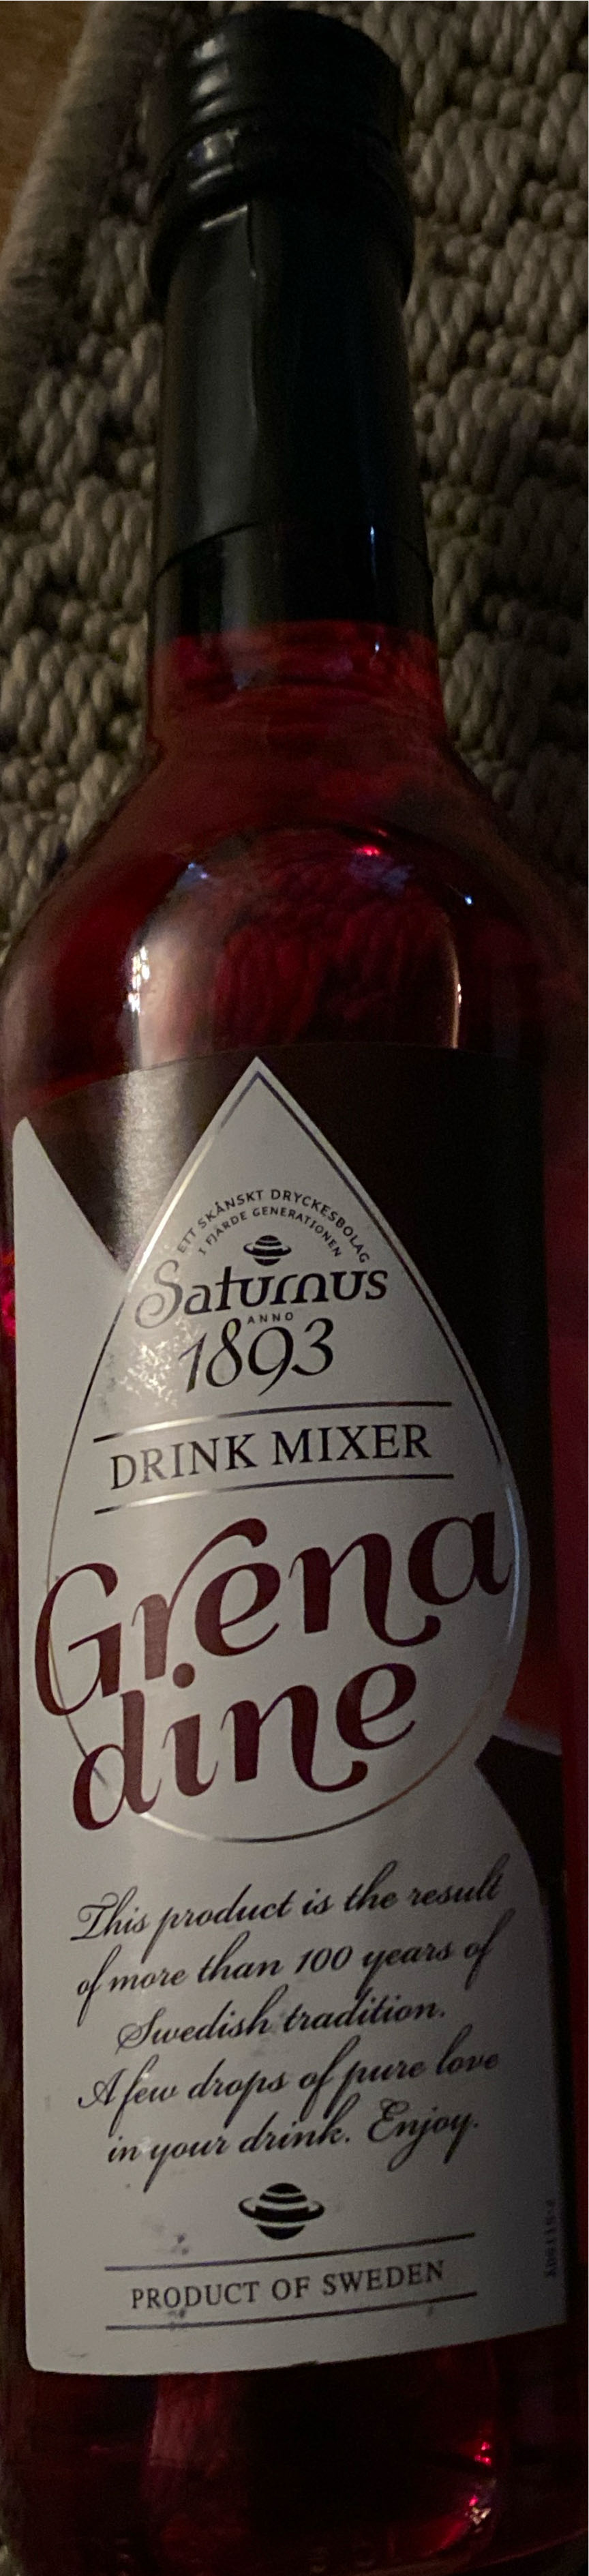 ETT SKÅNSKT DRYCKESBOLAG
I FJÄRDE GENERATIONEN
Saturnus
ANNO
1893
DRINK MIXER
Grena
dine
This product is the result
of more than 100 years of
Swedish tradition.
A few drops of pure love
in your drink. Enjoy.
PRODUCT OF SWEDEN